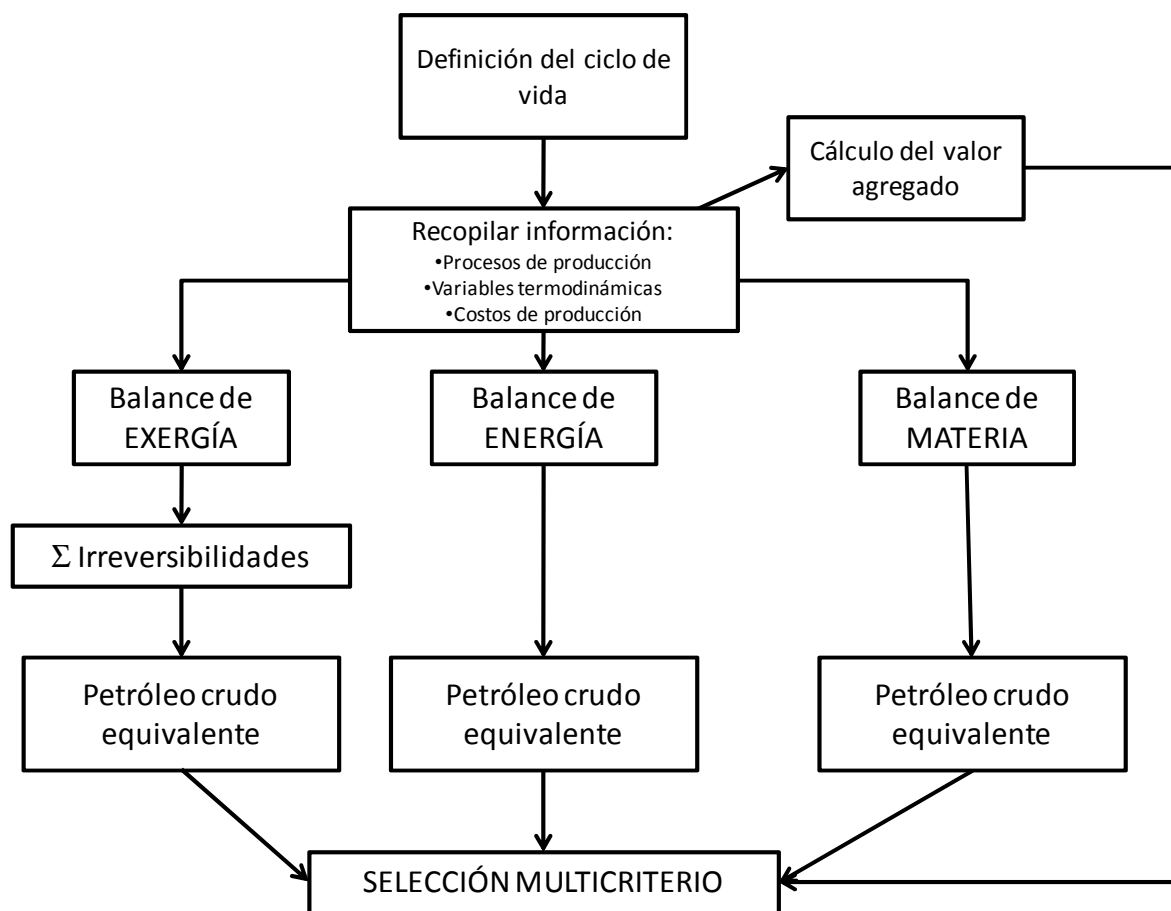 Definición del ciclo de
vida
Cálculo del valor
agregado
Recopilar información:
•Procesos de producción
•Variables termodinámicas
•Costos de producción
Balance de
EXERGÍA
Balance de
ENERGÍA
Balance de
MATERIA
Σ Irreversibilidades
Petróleo crudo
equivalente
Petróleo crudo
equivalente
Petróleo crudo
equivalente
SELECCIÓN MULTICRITERIO